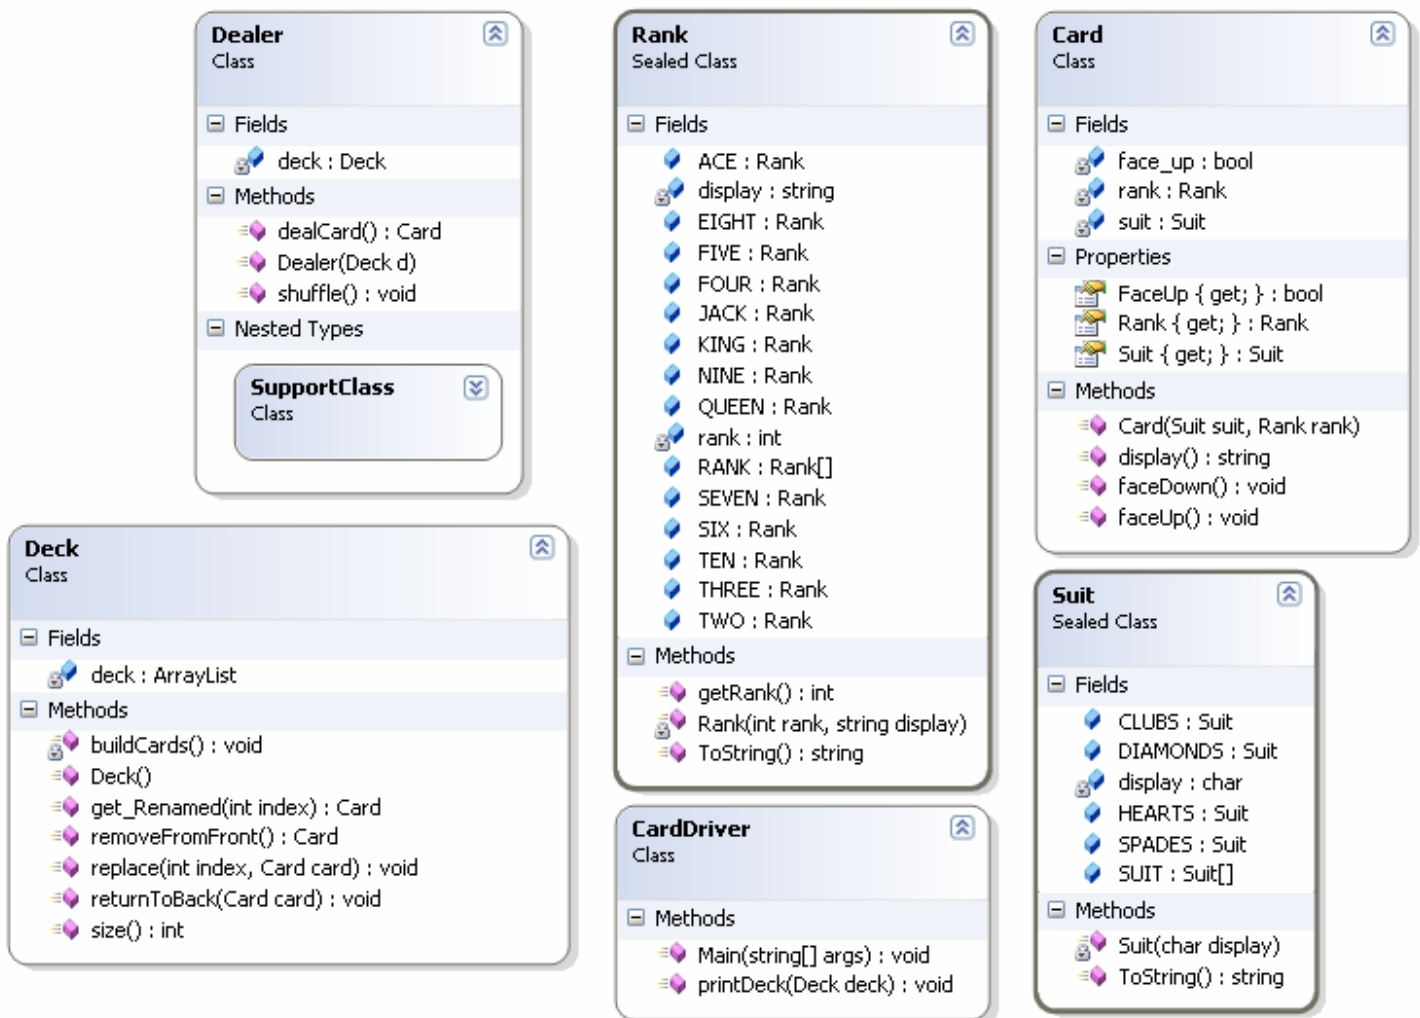 Dealer
Class
Fields
deck : Deck
Methods
dealCard() : Card
Dealer(Deck d)
shuffle() : void
Nested Types
SupportClass
Class
Deck
Class
Fields
deck : ArrayList
Methods
buildCards() : void
Deck()
get_Renamed(int index) : Card
removeFromFront() : Card
replace(int index, Card card) : void
returnToBack(Card card) : void
size() : int
Rank
Sealed Class
Fields
ACE : Rank
display : string
EIGHT : Rank
FIVE : Rank
FOUR : Rank
JACK : Rank
KING : Rank
NINE : Rank
QUEEN : Rank
rank : int
RANK : Rank[]
SEVEN : Rank
SIX : Rank
TEN : Rank
THREE : Rank
TWO : Rank
Methods
getRank() : int
Rank(int rank, string display)
ToString() : string
CardDriver
Class
Methods
Main(string[] args) : void
printDeck(Deck deck) : void
Card
Class
Fields
face_up : bool
rank : Rank
suit : Suit
Properties
FaceUp { get; } : bool
Rank { get; } : Rank
Suit { get; } : Suit
Methods
Card(Suit suit, Rank rank)
display() : string
faceDown() : void
faceUp() : void
Suit
Sealed Class
Fields
CLUBS : Suit
DIAMONDS : Suit
display : char
HEARTS : Suit
SPADES : Suit
SUIT : Suit[]
Methods
Suit(char display)
ToString() : string